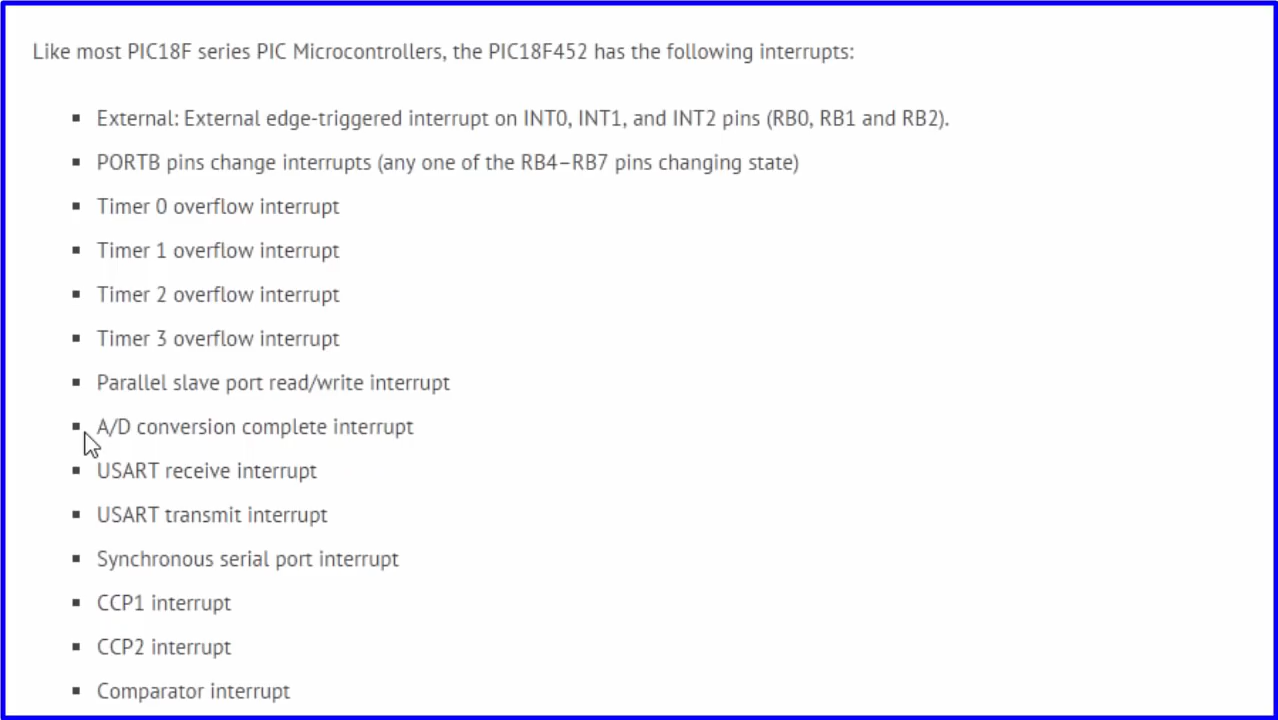 Like most PIC18F series PIC Microcontrollers, the PIC18F452 has the following interrupts:
▪ External: External edge-triggered interrupt on INT0, INT1, and INT2 pins (RB0, RB1 and RB2).
▪ PORTB pins change interrupts (any one of the RB4–RB7 pins changing state)
▪ Timer 0 overflow interrupt
▪ Timer 1 overflow interrupt
▪ Timer 2 overflow interrupt
▪ Timer 3 overflow interrupt
▪ Parallel slave port read/write interrupt
▪ A/D conversion complete interrupt
▪ USART receive interrupt
▪ USART transmit interrupt
▪ Synchronous serial port interrupt
▪ CCP1 interrupt
▪ CCP2 interrupt
▪ Comparator interrupt